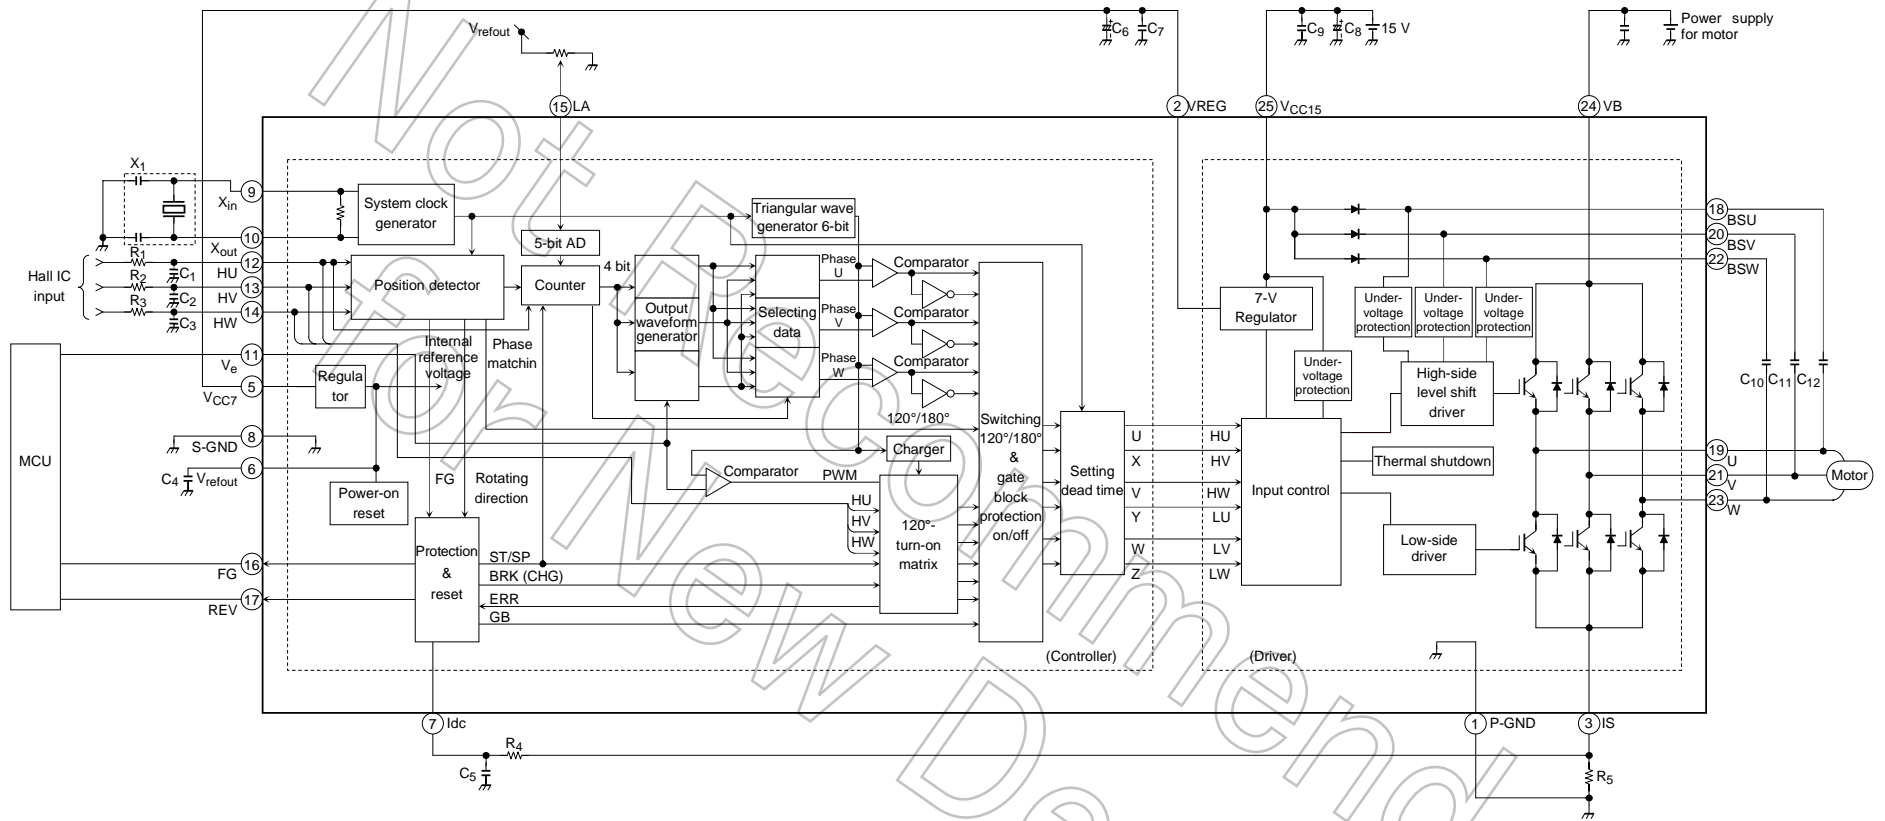 Vrefout
C6
C7
C9
C8
15 V
Power supply
for motor
15 LA
2 VREG
25 VCC15
24 VB
X1
9
Xin
System clock
generator
Triangular wave
generator 6-bit
10
Xout
5-bit AD
18
BSU
20
BSV
22
BSW
Hall IC
input
R1
R2
R3
C1
C2
C3
12
HU
13
HV
14
HW
Position detector
Counter
4 bit
Output
waveform
generator
Selecting
data
Phase
U
Phase
V
Phase
W
Comparator
Comparator
Comparator
7-V
Regulator
Under-
voltage
protection
Under-
voltage
protection
Under-
voltage
protection
Under-
voltage
protection
Internal
reference
voltage
Phase
matchin
11
Ve
5
VCC7
Regula
tor
High-side
level shift
driver
C10
C11
C12
MCU
8
S-GND
6
C4
Vrefout
Power-on
reset
FG
Rotating
direction
120°/180°
Charger
Comparator
PWM
HU
HV
HW
120°-
turn-on
matrix
Switching
120°/180°
&
gate
block
protection
on/off
Setting
dead time
U
X
V
Y
W
Z
HU
HV
HW
LU
LV
LW
Input control
Thermal shutdown
Low-side
driver
19
U
21
V
23
W
Motor
16
FG
17
REV
Protection
&
reset
ST/SP
BRK (CHG)
ERR
GB
(Controller)
(Driver)
7 Idc
1 P-GND
3 IS
R4
C5
R5
Not Recommend
for New De